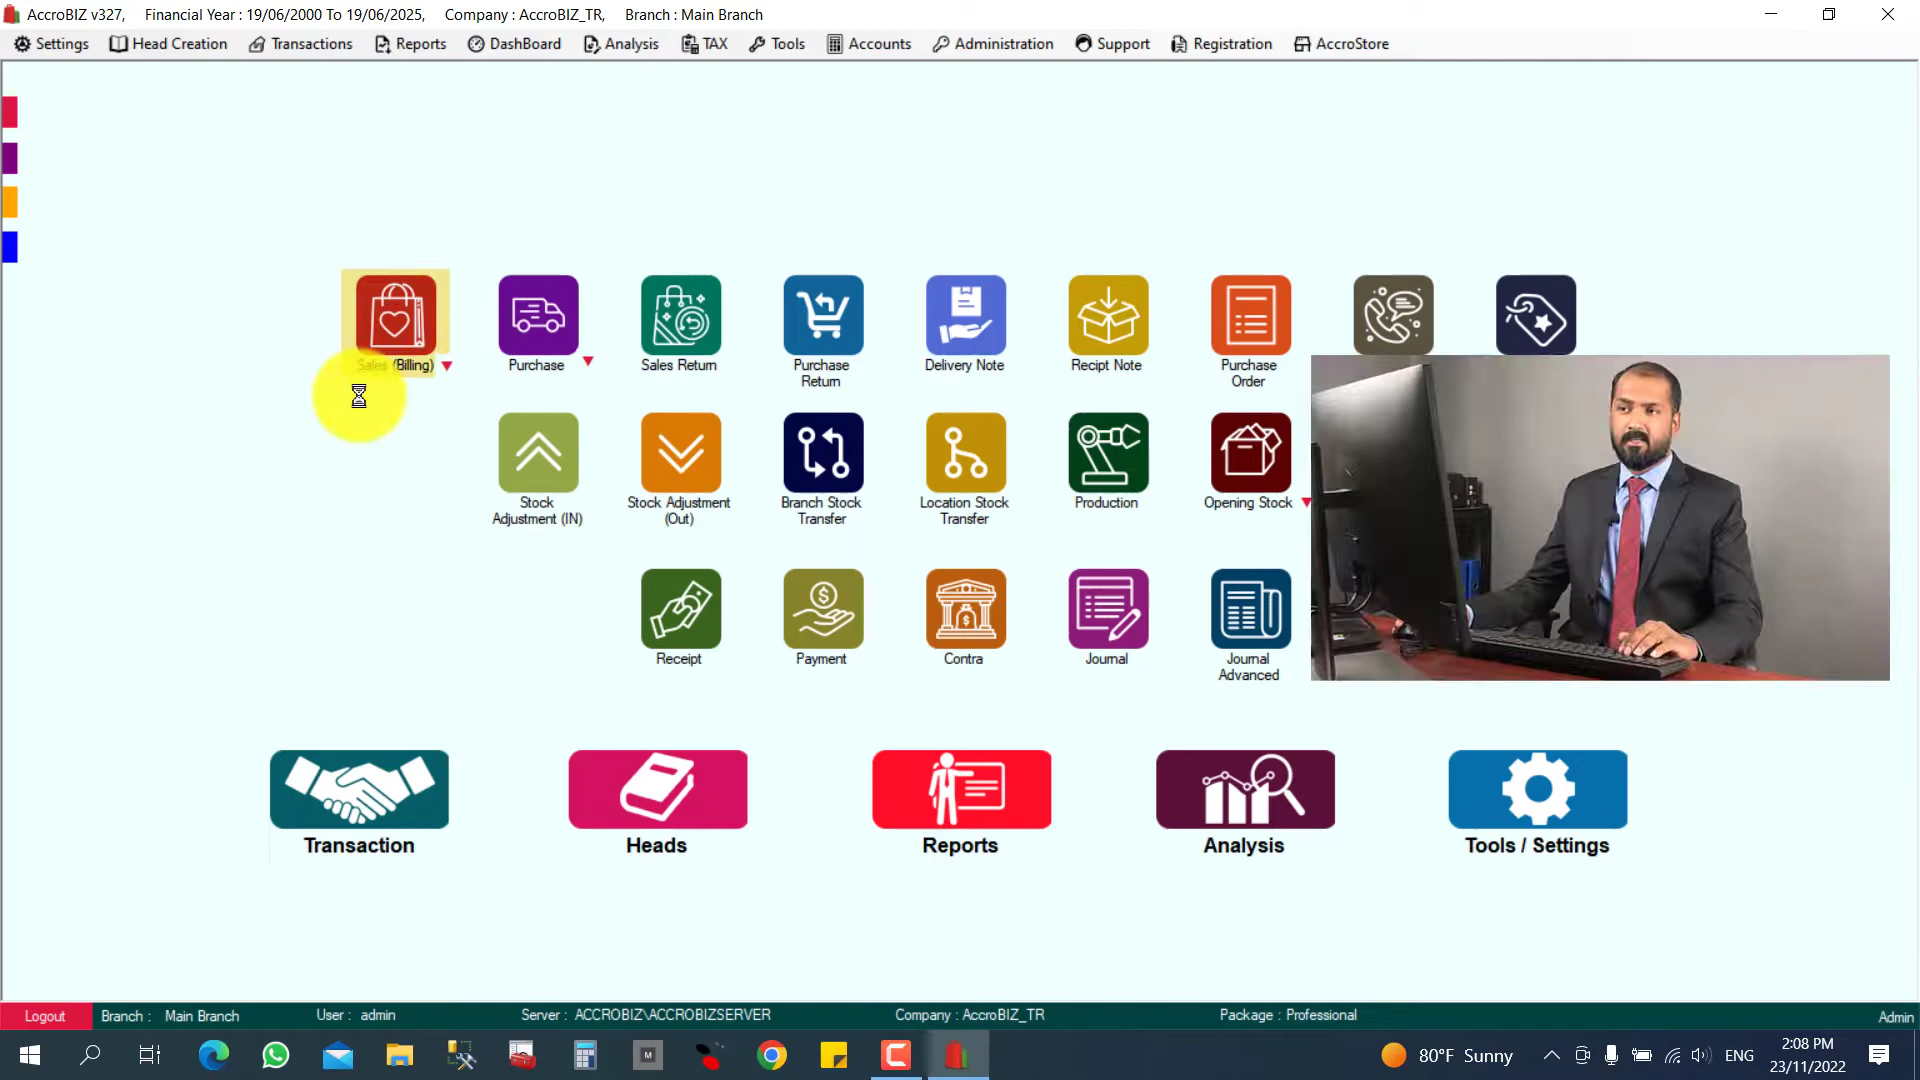 AccroBIZ v327, Financial Year : 19/06/2000 To 19/06/2025, Company : AccroBIZ_TR, Branch : Main Branch
Settings Head Creation Transactions Reports DashBoard Analysis TAX Tools Accounts Administration Support Registration AccroStore
Sales (Billing) Purchase Sales Return Purchase Return Delivery Note Recipt Note Purchase Order
Stock Adjustment (IN) Stock Adjustment (Out) Branch Stock Transfer Location Stock Transfer Production Opening Stock
Receipt Payment Contra Journal Journal Advanced
Transaction Heads Reports Analysis Tools / Settings
Logout Branch : Main Branch User : admin Server : ACCROBIZ\ACCROBIZSERVER Company : AccroBIZ_TR Package : Professional Admin
80°F Sunny ENG 2:08 PM
23/11/2022